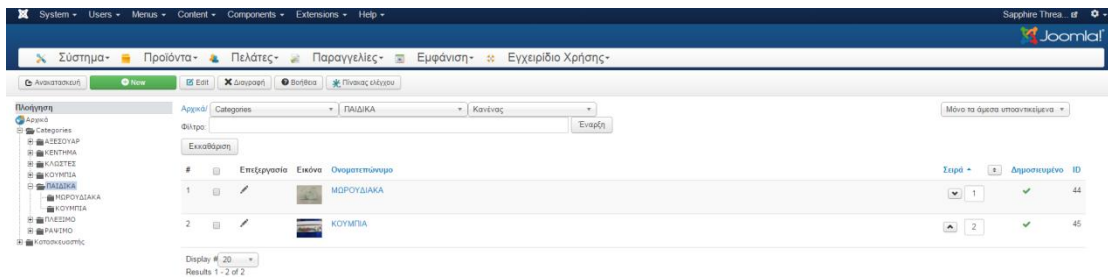 System Users Menus Content Components Extensions Help Sapphire Threa...
Joomla!
Σύστημα Προϊόντα Πελάτες Παραγγελίες Εμφάνιση Εγχειρίδιο Χρήσης
Ανακατασκευή New Edit Διαγραφή Βοήθεια Πίνακας ελέγχου
Πλοήγηση
Αρχικά
Categories
ΑΞΕΣΟΥΑΡ
ΚΕΝΤΗΜΑ
ΚΛΩΣΤΕΣ
ΚΟΥΜΠΙΑ
ΠΑΙΔΙΚΑ
ΜΩΡΟΥΔΙΑΚΑ
ΚΟΥΜΠΙΑ
ΠΛΕΞΙΜΟ
ΡΑΨΙΜΟ
Κατασκευαστής
Αρχικά/ Categories ΠΑΙΔΙΚΑ Κανένας Μόνο τα άμεσα υποαντικείμενα
Φίλτρο: Έναρξη
Εκκαθάριση
# Επεξεργασία Εικόνα Ονοματεπώνυμο Σειρά Δημοσιευμένο ID
1 ΜΩΡΟΥΔΙΑΚΑ 1 44
2 ΚΟΥΜΠΙΑ 2 45
Display # 20
Results 1 - 2 of 2